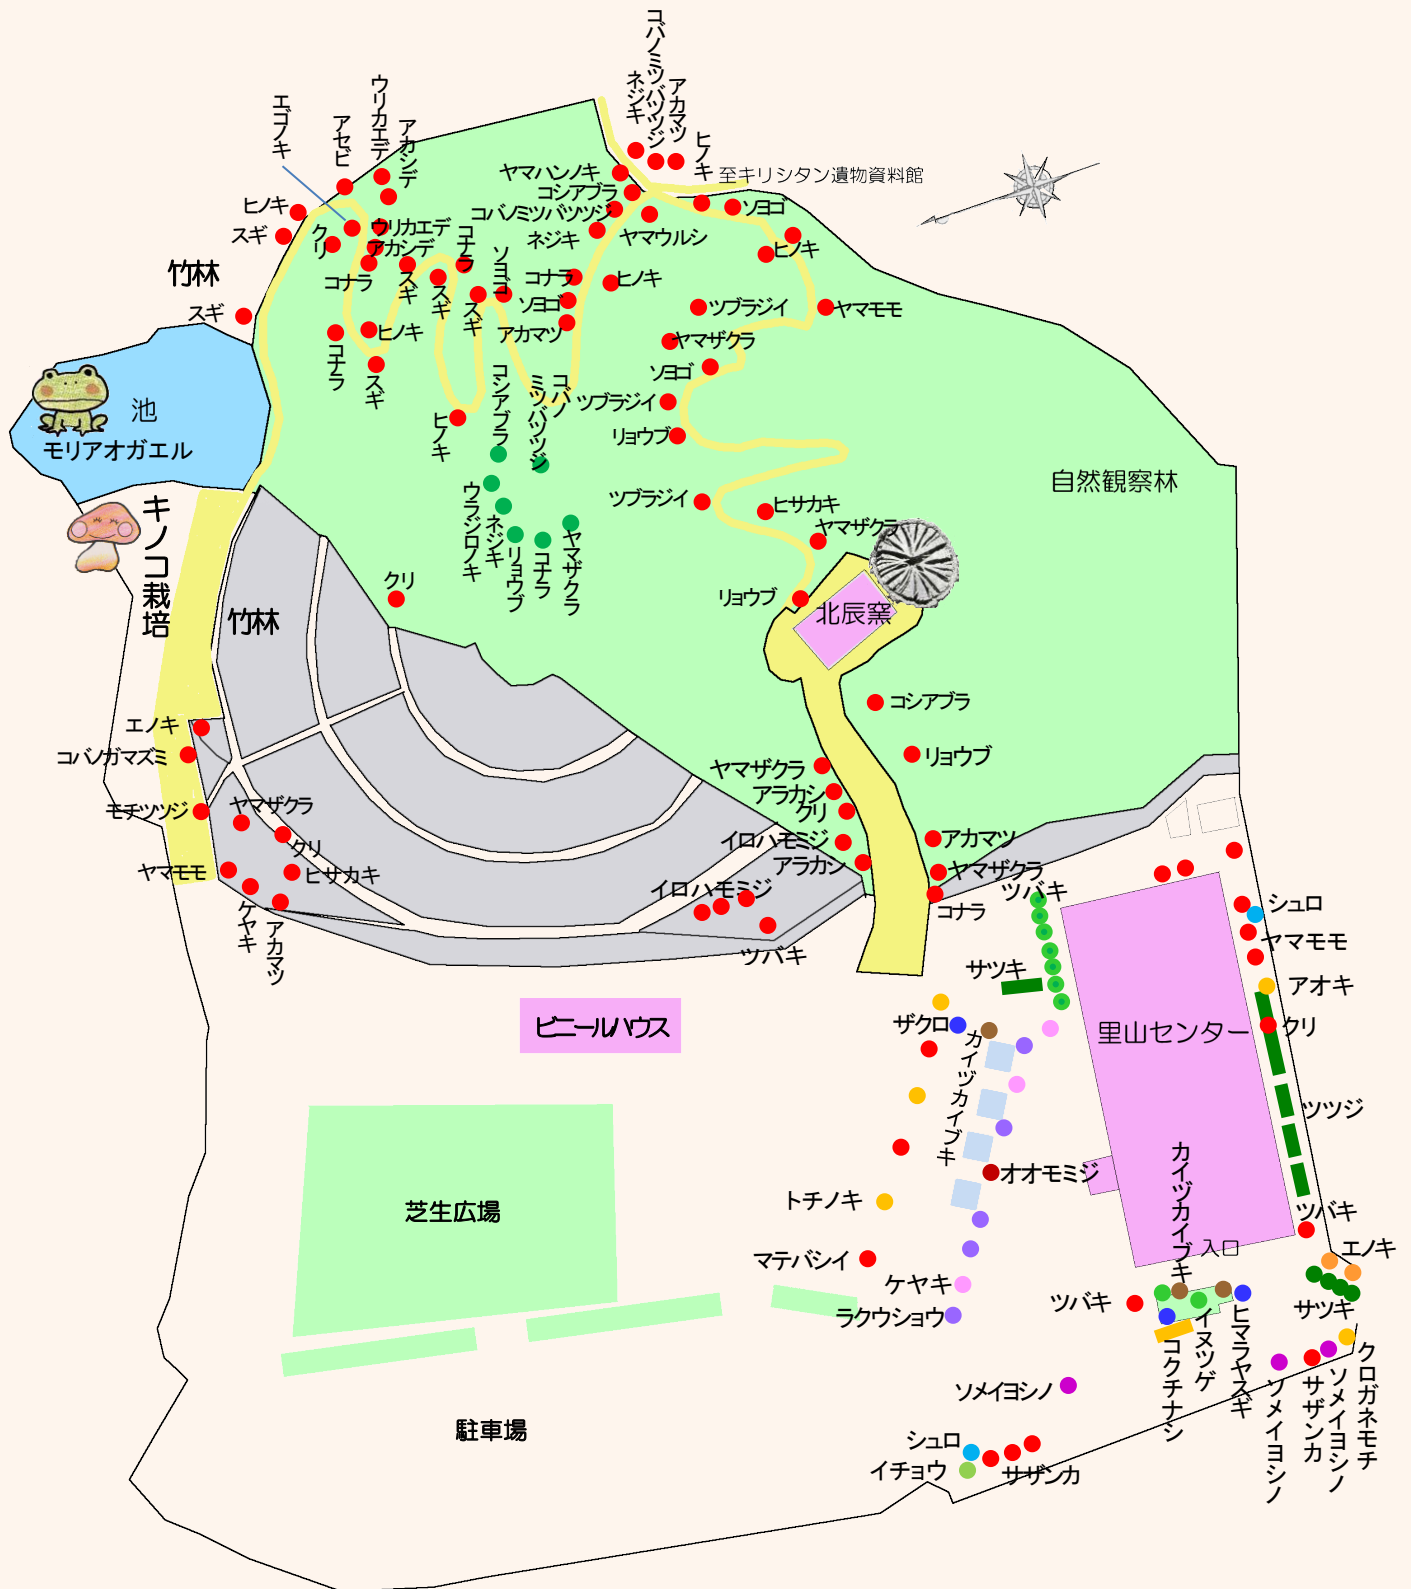 コバノミツバツツジ
ネジキ
アカマツ
ヒノキ
至キリシタン遺物資料館
エゴノキ
アセビ
ウリカエデ
アカシデ
ヤマハンノキ
コシアブラ
コバノミツバツツジ
ネジキ
ヤマウルシ
ソヨゴ
ヒノキ
ヒノキ
スギ
クリ
ウリカエデ
アカシデ
コナラ
スギ
コナラ
スギ
ソヨゴ
スギ
コナラ
ソヨゴ
アカマツ
ヒノキ
竹林
スギ
コナラ
ヒノキ
スギ
ツブラジイ
ヤマモモ
ヤマザクラ
ソヨゴ
ツブラジイ
リョウブ
池
モリアオガエル
ヒノキ
コシアブラ
コバノ
ミツバツツジ
ウラジロノキ
ネジキ
リョウブ
コナラ
ヤマザクラ
自然観察林
ツブラジイ
ヒサカキ
ヤマザクラ
キノコ栽培
クリ
竹林
リョウブ
北辰窯
コシアブラ
リョウブ
エノキ
コバノガマズミ
モチツツジ
ヤマザクラ
クリ
ヤマモモ
ヒサカキ
ケヤキ
アカマツ
ヤマザクラ
アラカシ
クリ
イロハモミジ
アラカシ
アカマツ
ヤマザクラ
コナラ
イロハモミジ
ツバキ
ツバキ
サツキ
シュロ
ヤマモモ
アオキ
クリ
ツツジ
里山センター
ビニールハウス
ザクロ
カイヅカイブキ
オオモミジ
カイヅカイブキ
入口
トチノキ
芝生広場
マテバシイ
ケヤキ
ラクウショウ
ツバキ
エノキ
サツキ
ツバキ
コクチナシ
イヌツゲ
ヒマラヤスギ
ソメイヨシノ
サザンカ
ソメイヨシノ
クロガネモチ
ソメイヨシノ
駐車場
シュロ
イチョウ
サザンカ